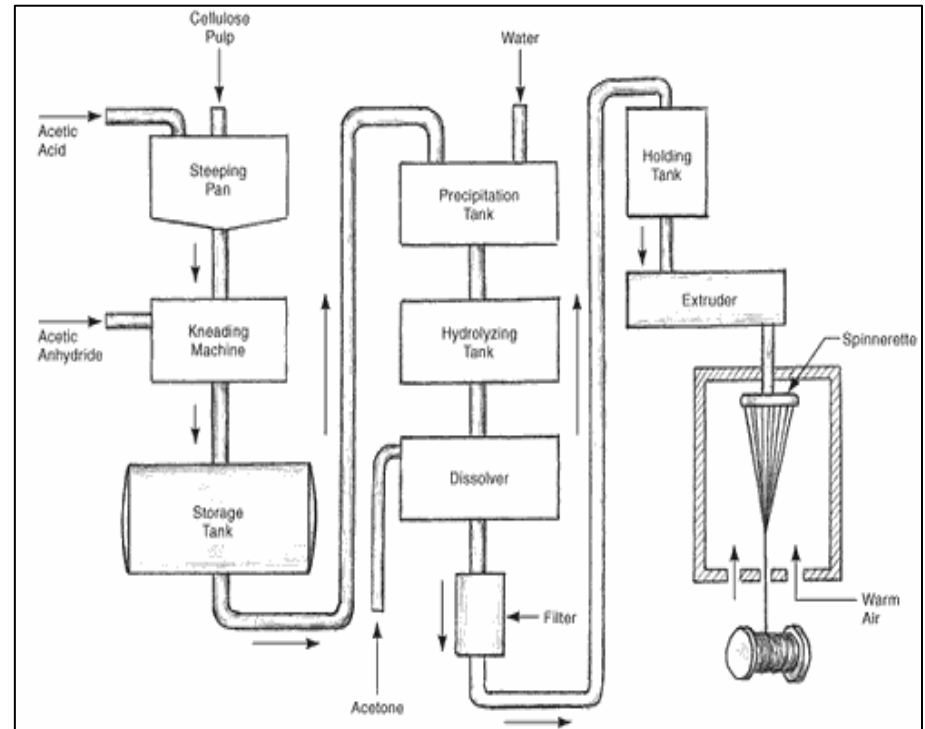 Cellulose
Pulp
Water
Acetic
Acid
Steeping
Pan
Precipitation
Tank
Holding
Tank
Acetic
Anhydride
Kneading
Machine
Hydrolyzing
Tank
Extruder
Spinnerette
Storage
Tank
Dissolver
Filter
Acetone
Warm
Air